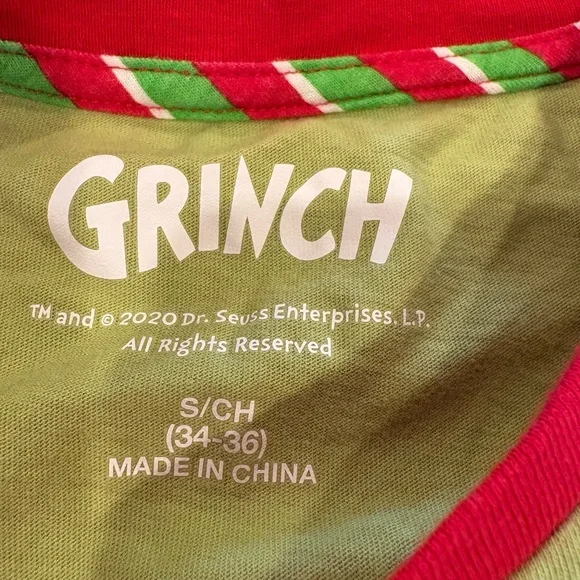 GRINCH
TM and © 2020 Dr. Seuss Enterprises, L.P.
All Rights Reserved
S/CH
(34-36)
MADE IN CHINA